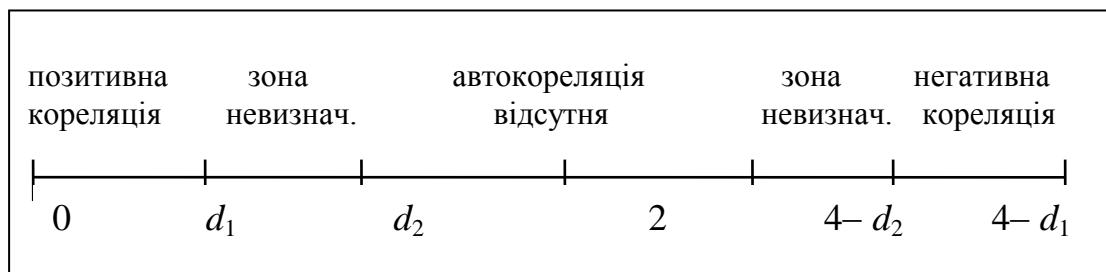 позитивна зона автокореляція зона негативна
кореляція невизнач. відсутня невизнач. кореляція
0 d₁ d₂ 2 4– d₂ 4– d₁